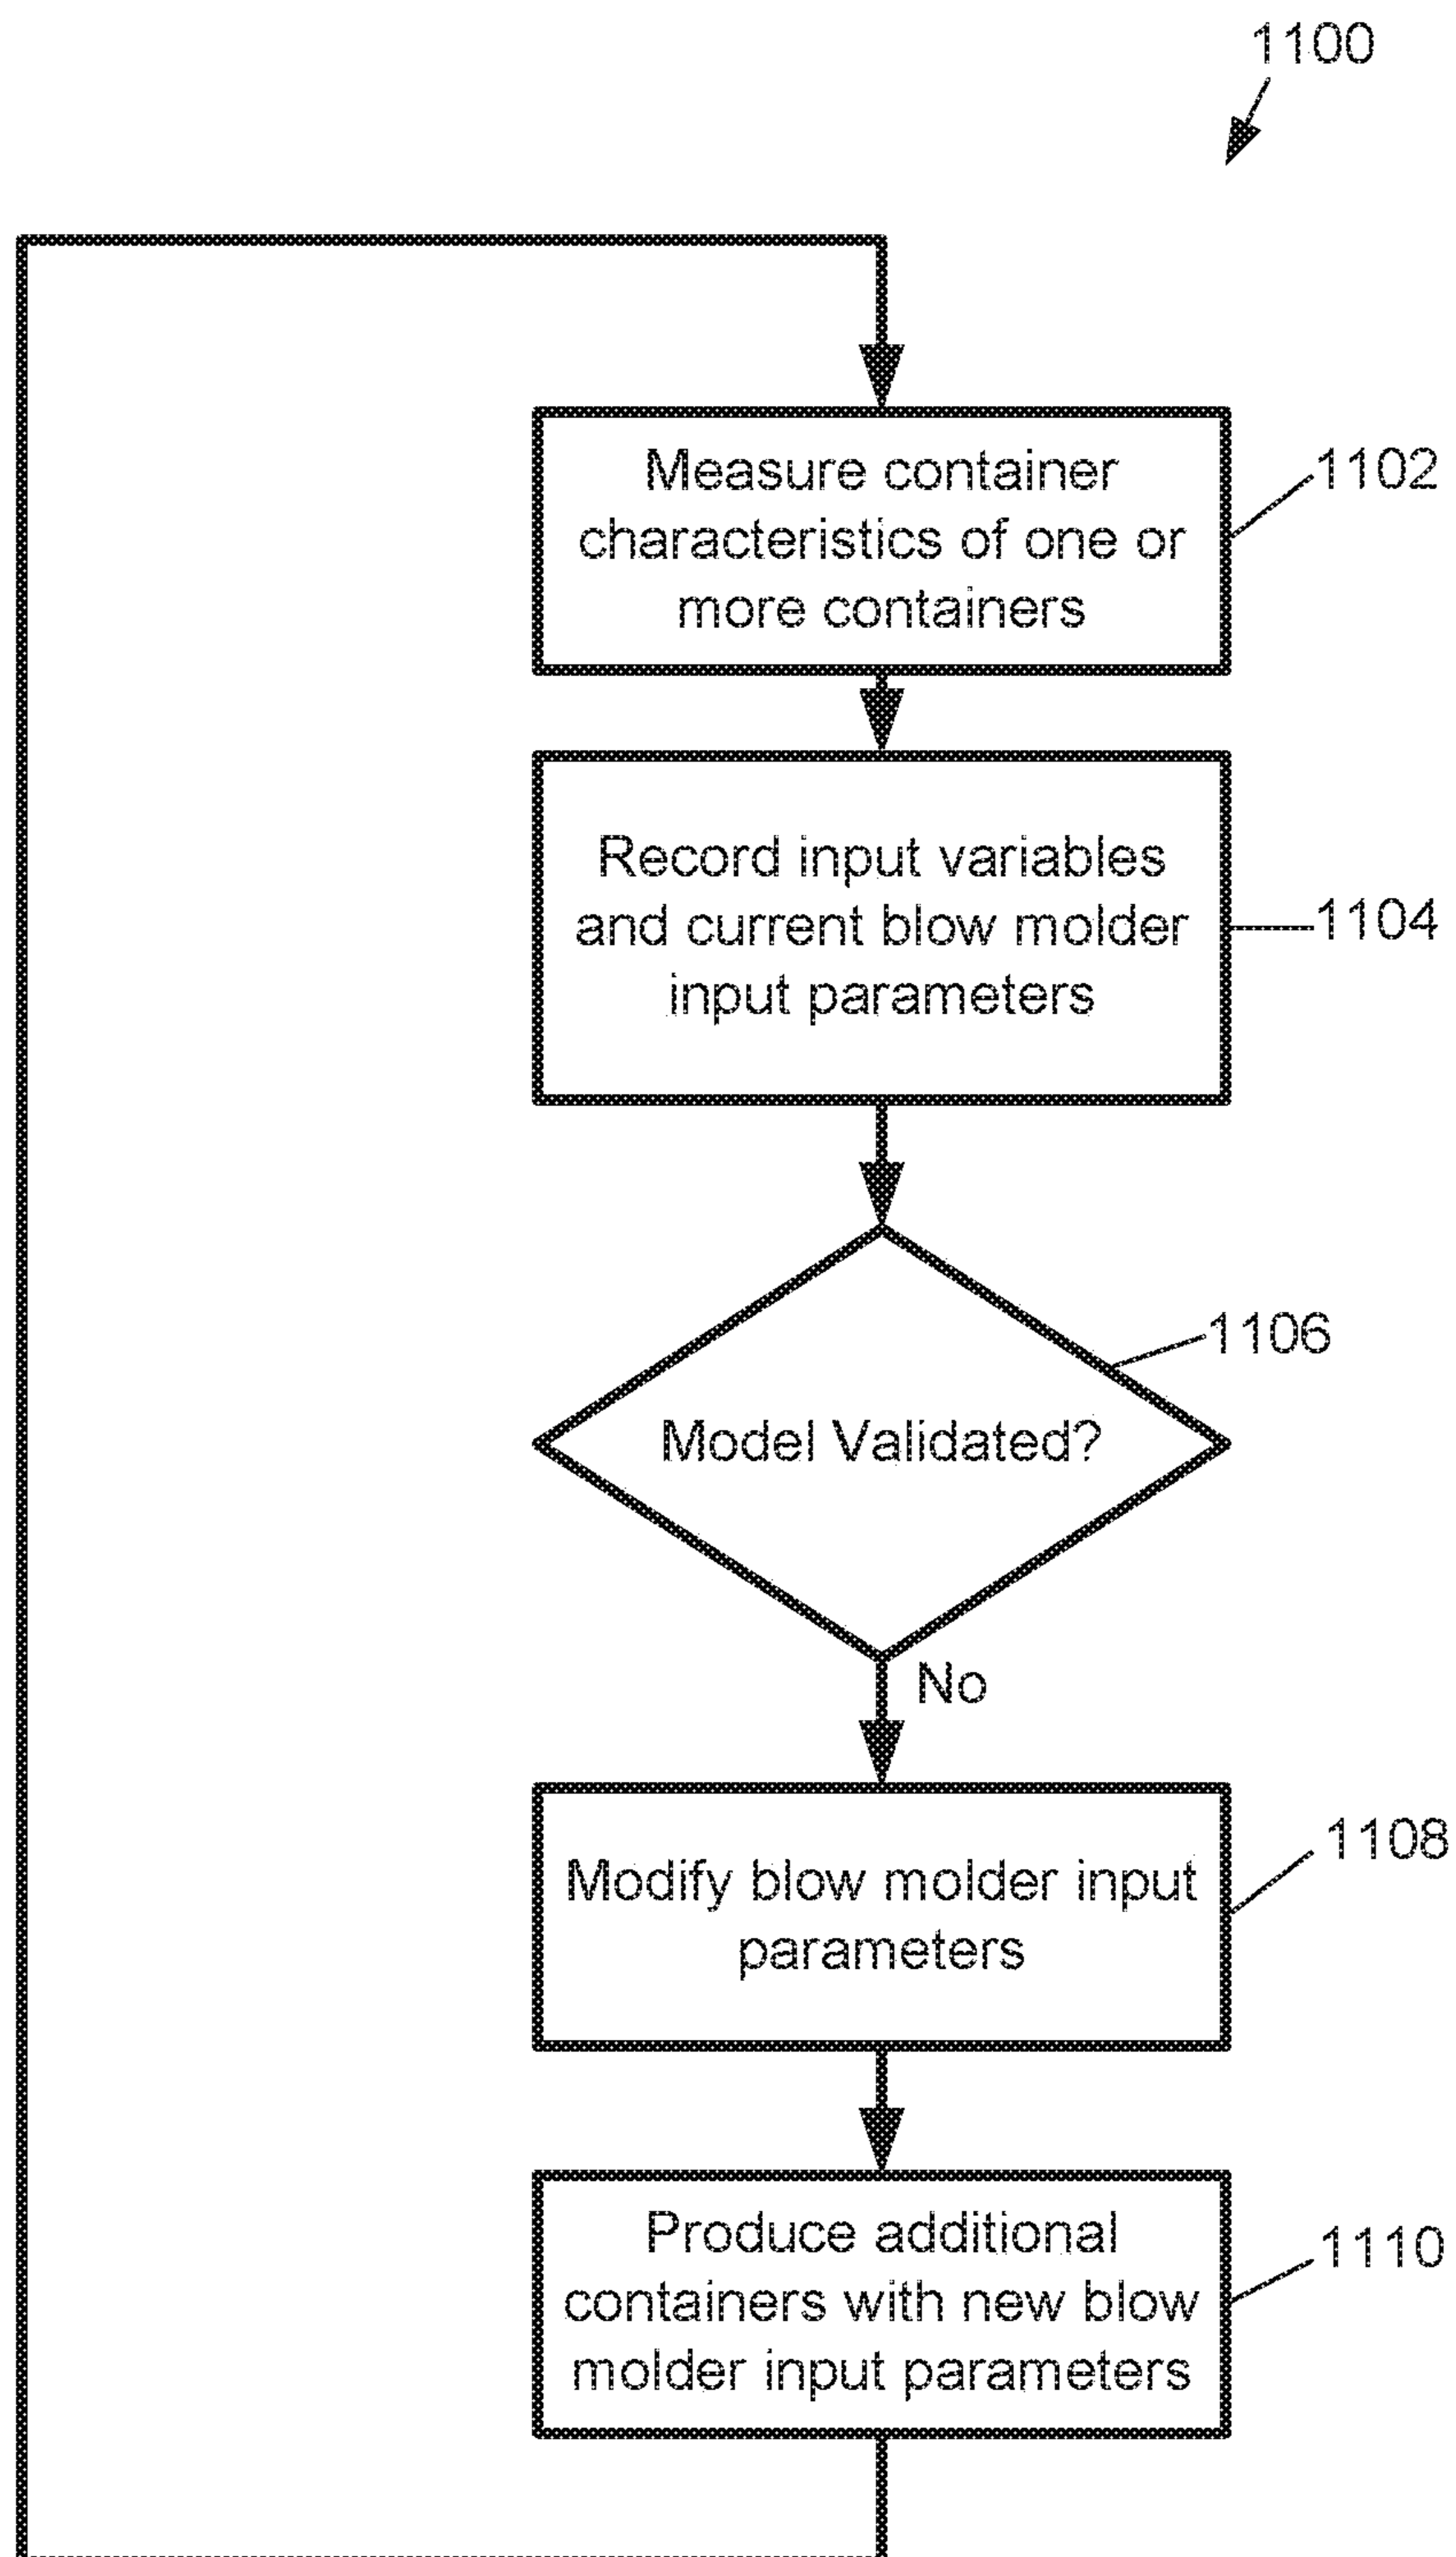 1100
Measure container
characteristics of one or
more containers
1102
Record input variables
and current blow molder
input parameters
1104
1106
Model Validated?
No
Modify blow molder input
parameters
1108
Produce additional
containers with new blow
molder input parameters
1110